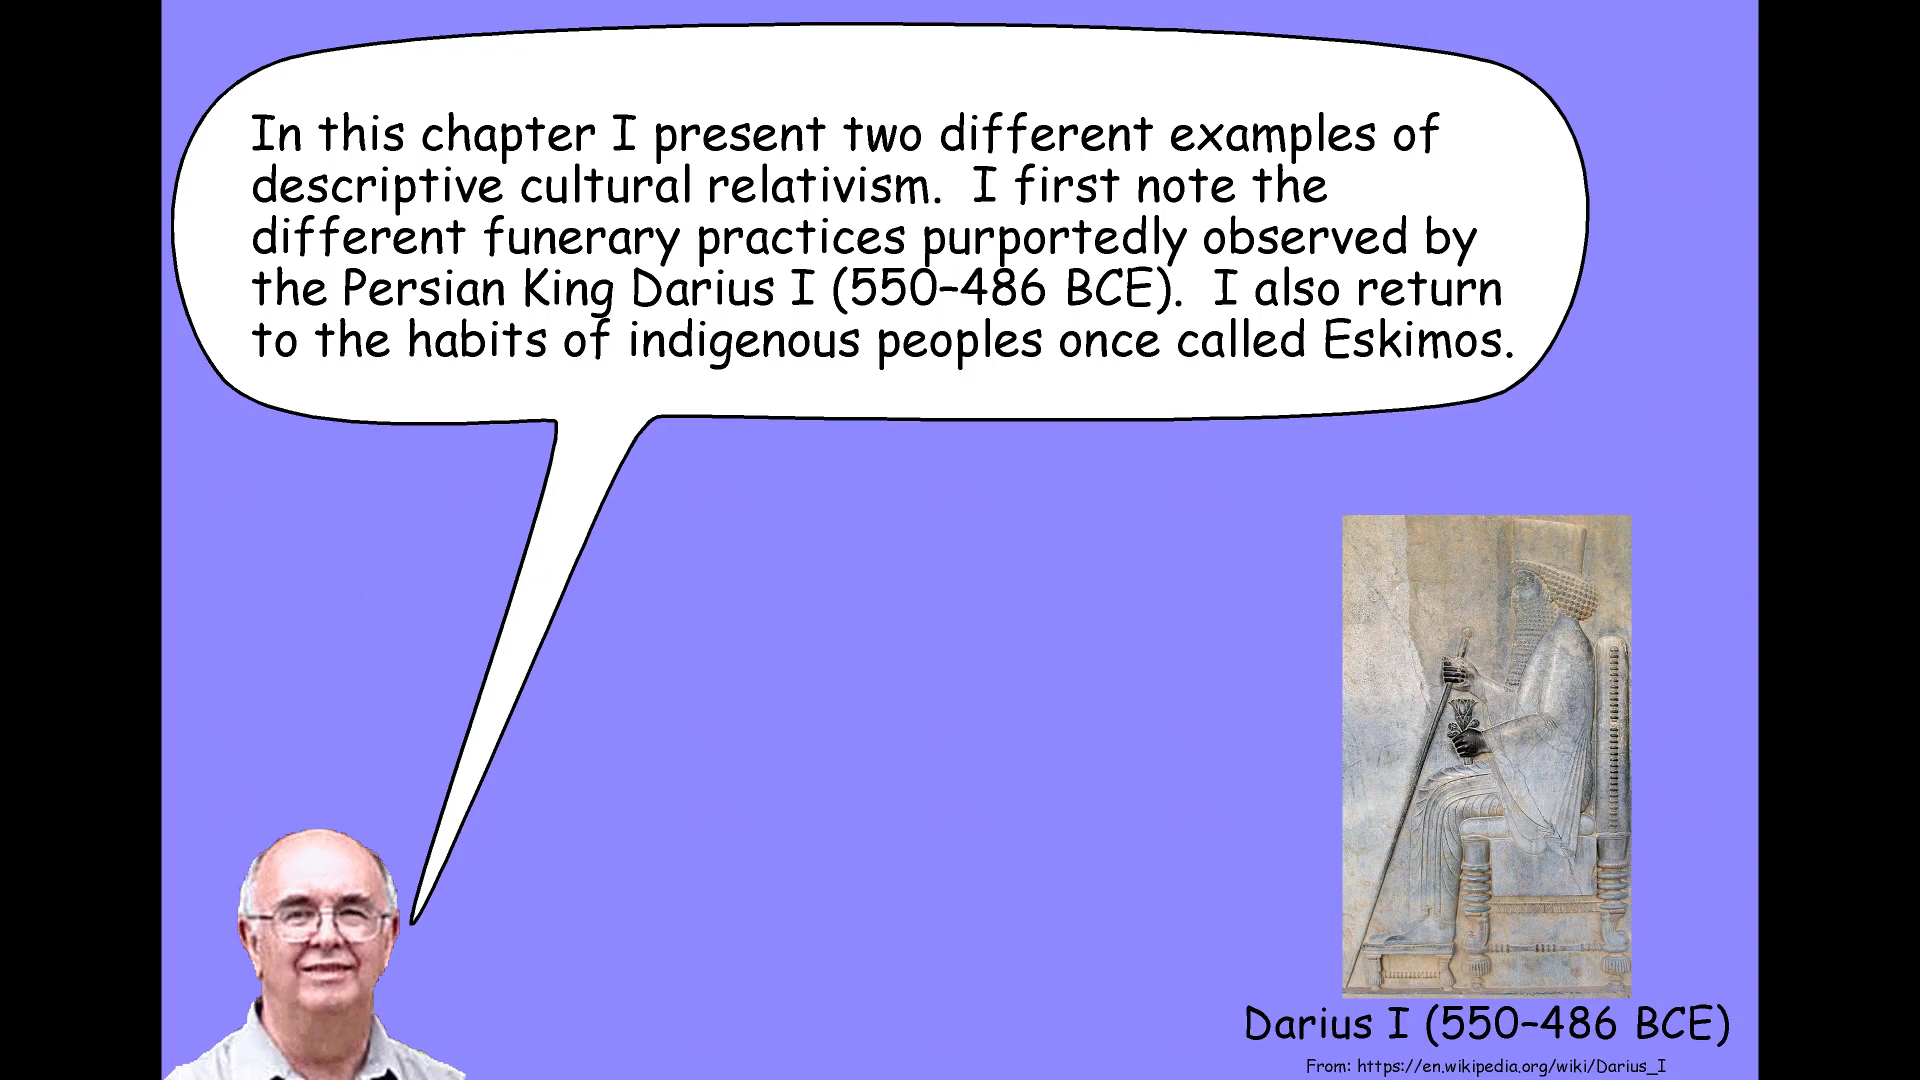 In this chapter I present two different examples of
descriptive cultural relativism.  I first note the
different funerary practices purportedly observed by
the Persian King Darius I (550–486 BCE).  I also return
to the habits of indigenous peoples once called Eskimos.
Darius I (550–486 BCE)
From: https://en.wikipedia.org/wiki/Darius_I